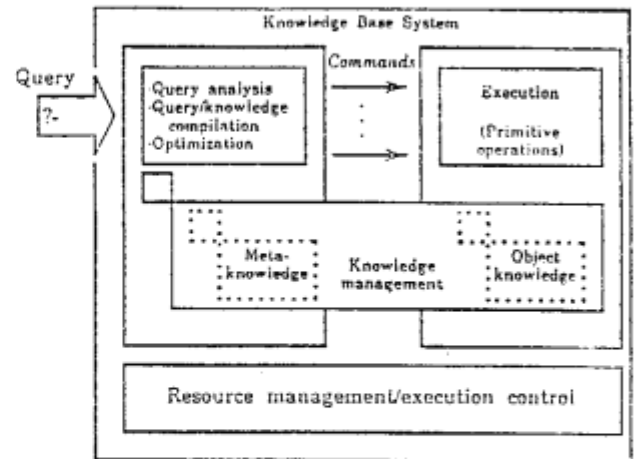 Knowledge Base System
Query
?-
·Query analysis
·Query/knowledge
compilation
·Optimization
Commands
Execution
(Primitive
operations)
Meta-
knowledge
Knowledge
management
Object
knowledge
Resource management/execution control